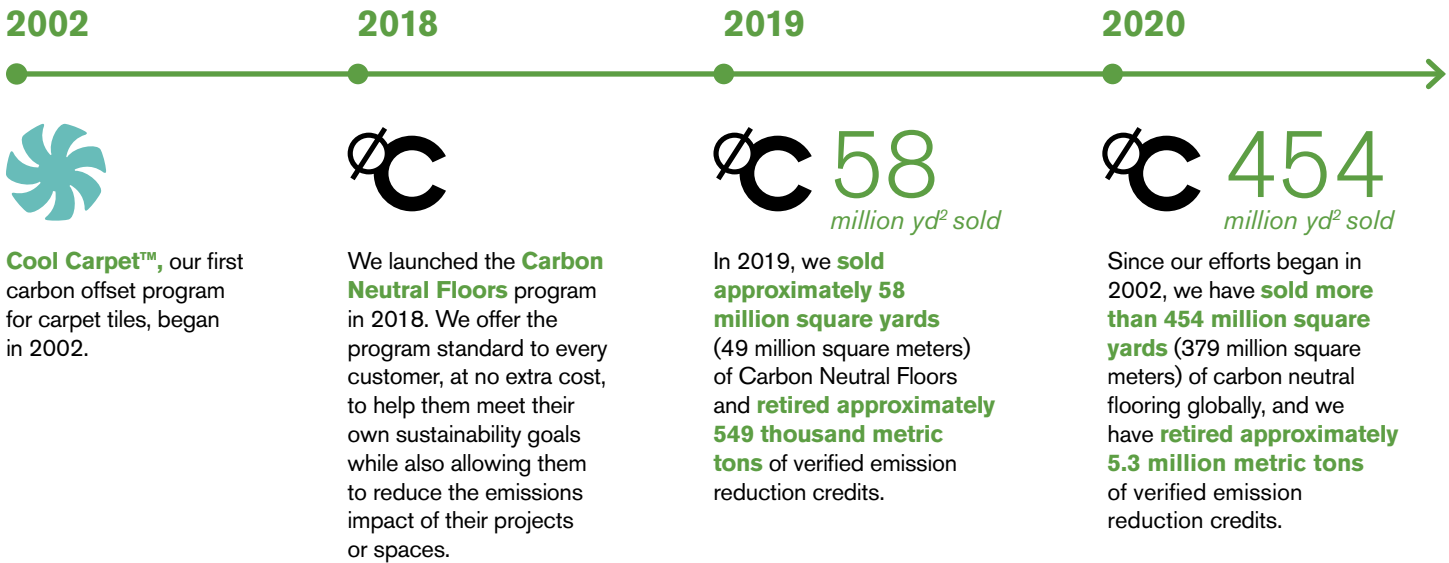 2002
Cool Carpet™, our first
carbon offset program
for carpet tiles, began
in 2002.
2018
ØC
We launched the Carbon
Neutral Floors program
in 2018. We offer the
program standard to every
customer, at no extra cost,
to help them meet their
own sustainability goals
while also allowing them
to reduce the emissions
impact of their projects
or spaces.
2019
ØC 58
million yd² sold
In 2019, we sold
approximately 58
million square yards
(49 million square meters)
of Carbon Neutral Floors
and retired approximately
549 thousand metric
tons of verified emission
reduction credits.
2020
ØC 454
million yd² sold
Since our efforts began in
2002, we have sold more
than 454 million square
yards (379 million square
meters) of carbon neutral
flooring globally, and we
have retired approximately
5.3 million metric tons
of verified emission
reduction credits.